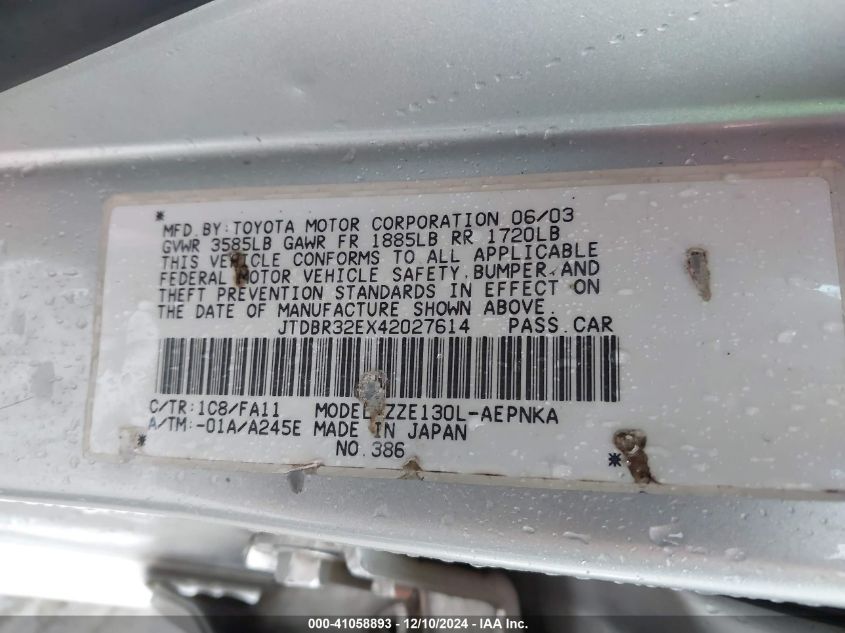 *
MFD.BY:TOYOTA MOTOR CORPORATION 06/03
GVWR 3585LB GAWR FR 1885LB RR 1720LB
THIS VEHICLE CONFORMS TO ALL APPLICABLE
FEDERAL MOTOR VEHICLE SAFETY,BUMPER,AND
THEFT PREVENTION STANDARDS IN EFFECT ON
THE DATE OF MANUFACTURE SHOWN ABOVE.
JTDBR32EX42027614 PASS.CAR
C/TR:1C8/FA11 MODEL:ZZE130L-AEPNKA
A/TM:-01A/A245E MADE IN JAPAN
* NO.386 *
000-41058893 - 12/10/2024 - IAA Inc.